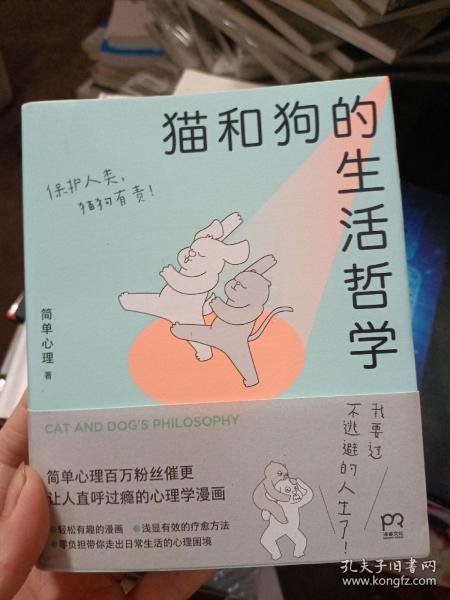 猫和狗的生活哲学
保护人类,
猫狗有责!
简单心理 著
CAT AND DOG'S PHILOSOPHY
我要过
不逃避的
人生了!
简单心理百万粉丝催更
让人直呼过瘾的心理学漫画
●轻松有趣的漫画 ●浅显有效的疗愈方法
●零负担带你走出日常生活的心理困境
孔夫子旧书网
www.kongfz.com